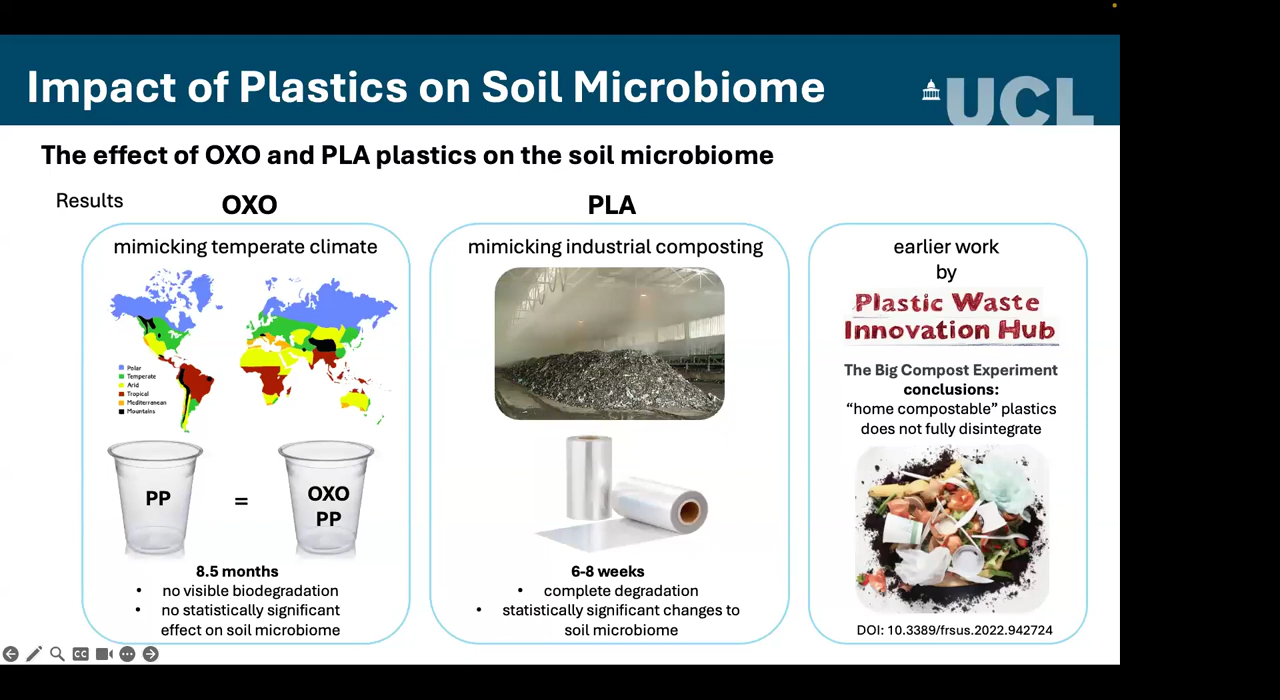 Impact of Plastics on Soil Microbiome
UCL
The effect of OXO and PLA plastics on the soil microbiome
Results
OXO
mimicking temperate climate
Polar
Temperate
Arid
Tropical
Mediterranean
Mountains
PP
=
OXO
PP
8.5 months
• no visible biodegradation
• no statistically significant
effect on soil microbiome
PLA
mimicking industrial composting
6-8 weeks
• complete degradation
• statistically significant changes to
soil microbiome
earlier work
by
Plastic Waste
Innovation Hub
The Big Compost Experiment
conclusions:
“home compostable” plastics
does not fully disintegrate
DOI: 10.3389/frsus.2022.942724
CC